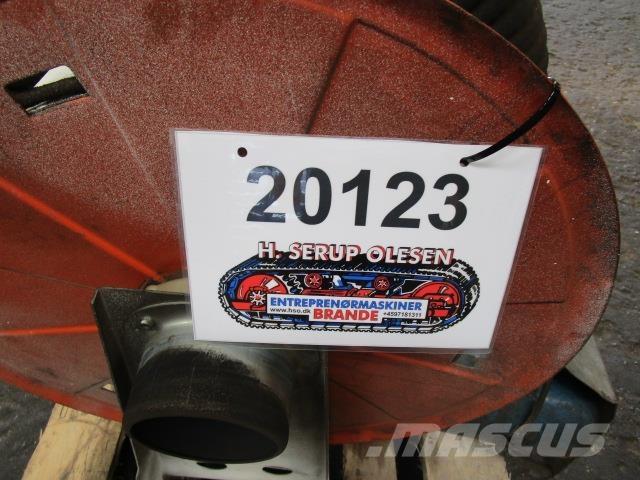 20123
H. SERUP OLESEN
ENTREPRENØRMASKINER
www.hso.dk BRANDE +4597181311
MASCUS